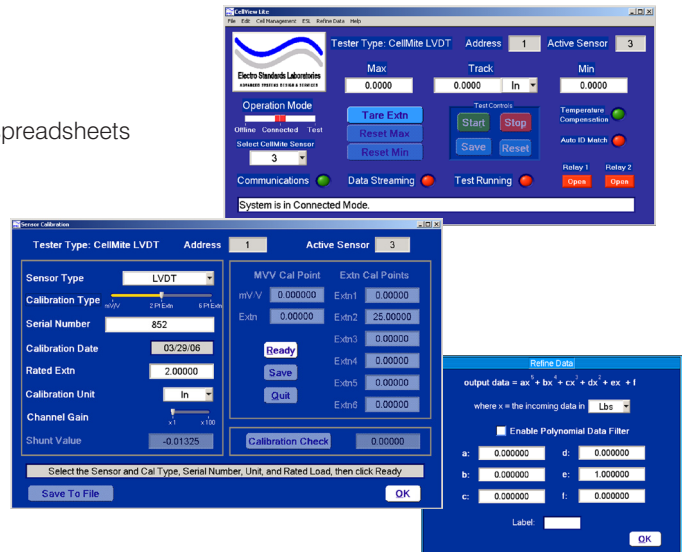 preadsheets
CellView Lite
File Edit Cell Management ESL Refine Data Help
Electro Standards Laboratories
ADVANCED SYSTEMS DESIGN & SERVICES
Tester Type: CellMite LVDT Address 1 Active Sensor 3
Max Track Min
0.0000 0.0000 In 0.0000
Operation Mode
Offline Connected Test
Select CellMite Sensor
3
Tare Extn
Reset Max
Reset Min
Test Controls
Start Stop
Save Reset
Temperature
Compensation
Auto ID Match
Relay 1 Relay 2
Open Open
Communications Data Streaming Test Running
System is in Connected Mode.
Sensor Calibration
Tester Type: CellMite LVDT Address 1 Active Sensor 3
Sensor Type LVDT
Calibration Type
mV/V 2 Pt Extn 6 Pt Extn
Serial Number 852
Calibration Date 03/29/06
Rated Extn 2.00000
Calibration Unit In
Channel Gain
x1 x100
Shunt Value -0.01325
MVV Cal Point Extn Cal Points
mV/V 0.000000 Extn1 0.00000
Extn 0.00000 Extn2 25.00000
Extn3 0.00000
Extn4 0.00000
Extn5 0.00000
Extn6 0.00000
Ready
Save
Quit
Calibration Check 0.00000
Select the Sensor and Cal Type, Serial Number, Unit, and Rated Load, then click Ready
Save To File OK
Refine Data
output data = ax⁵ + bx⁴ + cx³ + dx² + ex + f
where x = the incoming data in Lbs
Enable Polynomial Data Filter
a: 0.000000 d: 0.000000
b: 0.000000 e: 1.000000
c: 0.000000 f: 0.000000
Label:
OK